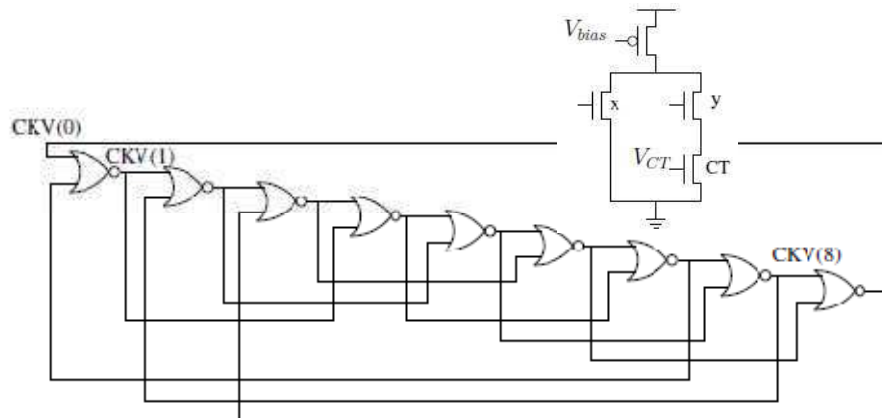 V_bias
x
y
V_CT
CT
CKV(0)
CKV(1)
CKV(8)